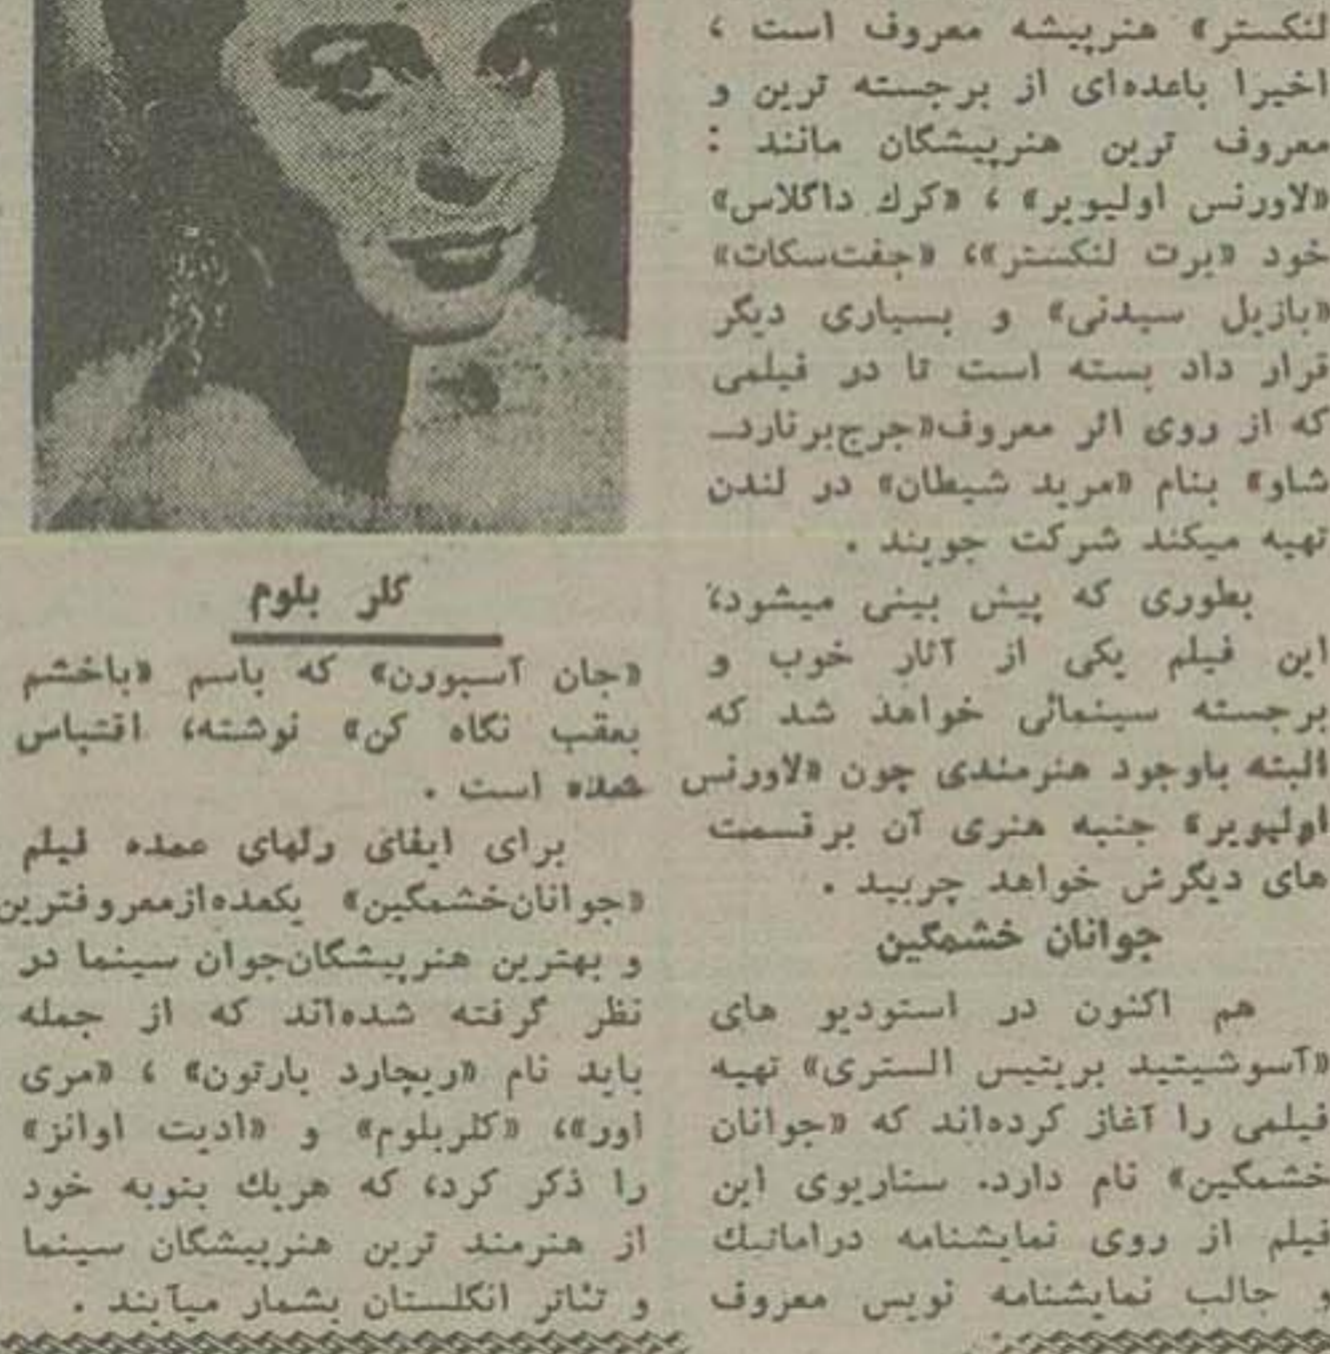 لنکستر» هنرپیشه معروف است ،
اخیرا باعده‌ای از برجسته ترین و
معروف ترین هنرپیشگان مانند :
«لاورنس اولیویر» ، «کرك داگلاس»
خود «برت لنکستر»، «جفت‌سکات»
«بازیل سیدنی» و بسیاری دیگر
قرار داد بسته است تا در فیلمی
که از روی اثر معروف«جرج‌برناردـ
شاو» بنام «مرید شیطان» در لندن
تهیه میکند شرکت جویند .
بطوری که پیش بینی میشود،
این فیلم یکی از آثار خوب و
برجسته سینمائی خواهد شد که
البته باوجود هنرمندی چون «لاورنس
اولیویر» جنبه هنری آن برقسمت
های دیگرش خواهد چربید .
جوانان خشمگین
هم اکنون در استودیو های
«آسوشیتید بریتیس الستری» تهیه
فیلمی را آغاز کرده‌اند که «جوانان
خشمگین» نام دارد. سناریوی این
فیلم از روی نمایشنامه دراماتیك
و جالب نمایشنامه نویس معروف
کلر بلوم
«جان آسبورن» که باسم «باخشم
بعقب نگاه کن» نوشته، اقتباس
شده است .
برای ایفای رلهای عمده فیلم
«جوانان‌خشمگین» یکعده‌ازمعروفترین
و بهترین هنرپیشگان‌جوان سینما در
نظر گرفته شده‌اند که از جمله
باید نام «ریچارد بارتون» ، «مری
اور»، «کلربلوم» و «ادیت اوانز»
را ذکر کرد، که هریك بنوبه خود
از هنرمند ترین هنرپیشگان سینما
و تئاتر انگلستان بشمار میآیند .